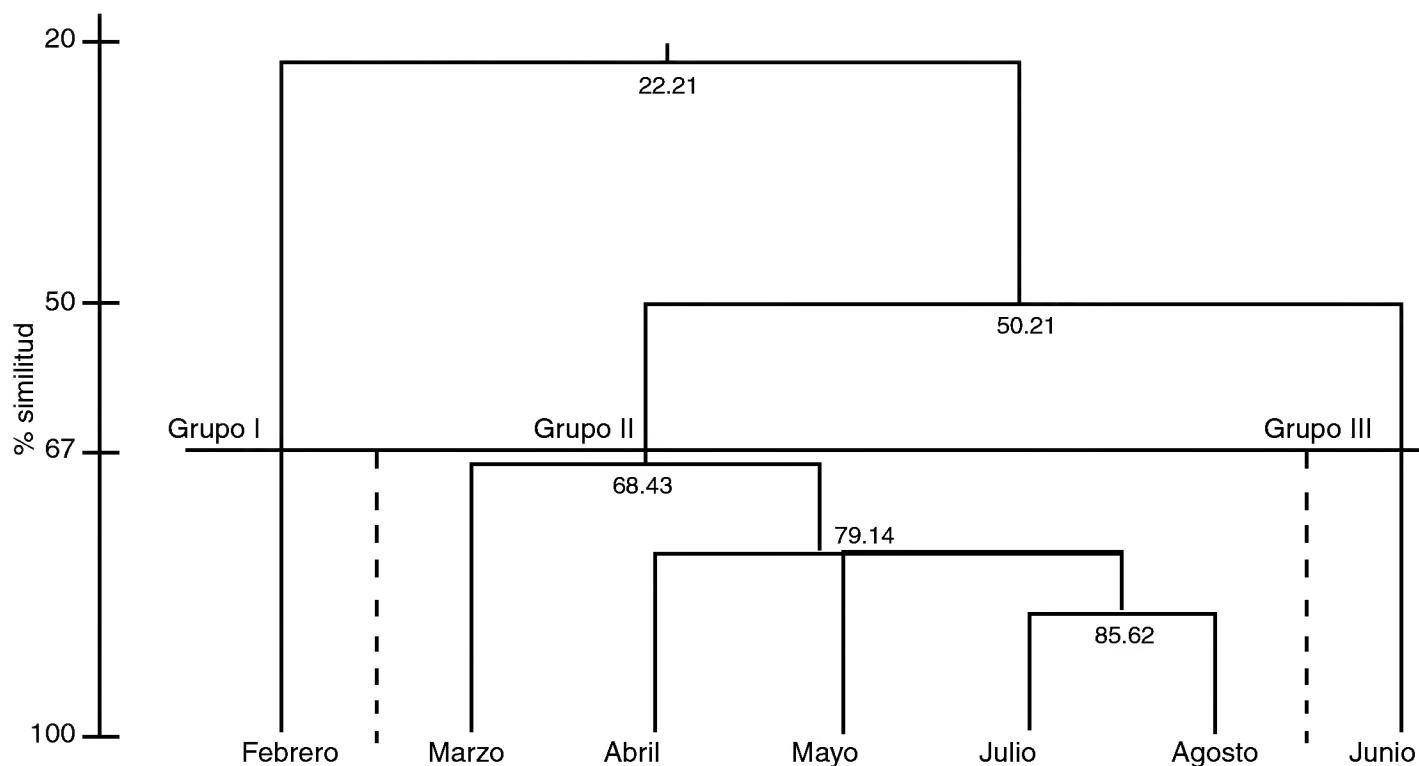 20
22.21
50
50.21
% similitud
Grupo I
Grupo II
Grupo III
67
68.43
79.14
85.62
100
Febrero Marzo Abril Mayo Julio Agosto Junio